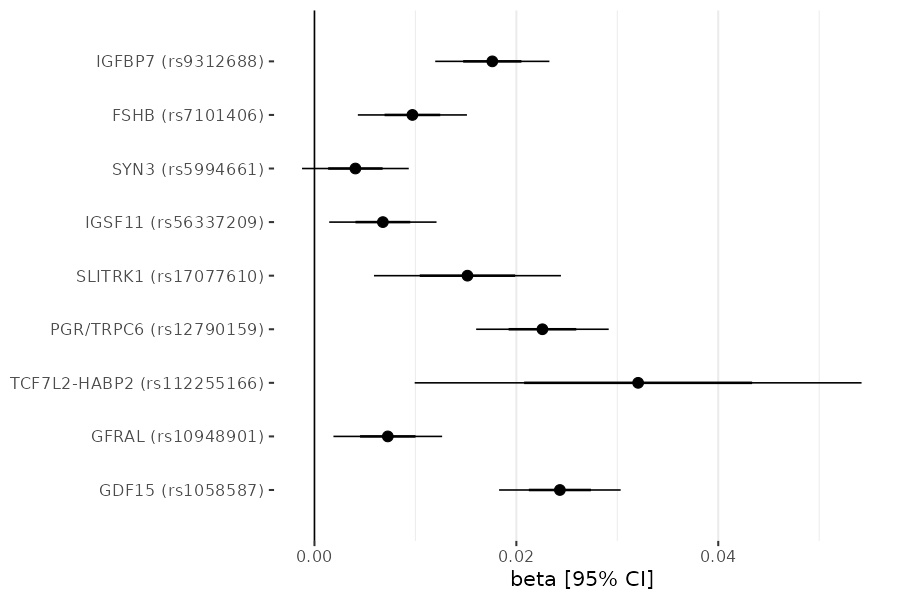 IGFBP7 (rs9312688)
FSHB (rs7101406)
SYN3 (rs5994661)
IGSF11 (rs56337209)
SLITRK1 (rs17077610)
PGR/TRPC6 (rs12790159)
TCF7L2-HABP2 (rs112255166)
GFRAL (rs10948901)
GDF15 (rs1058587)
0.00 0.02 0.04
beta [95% CI]